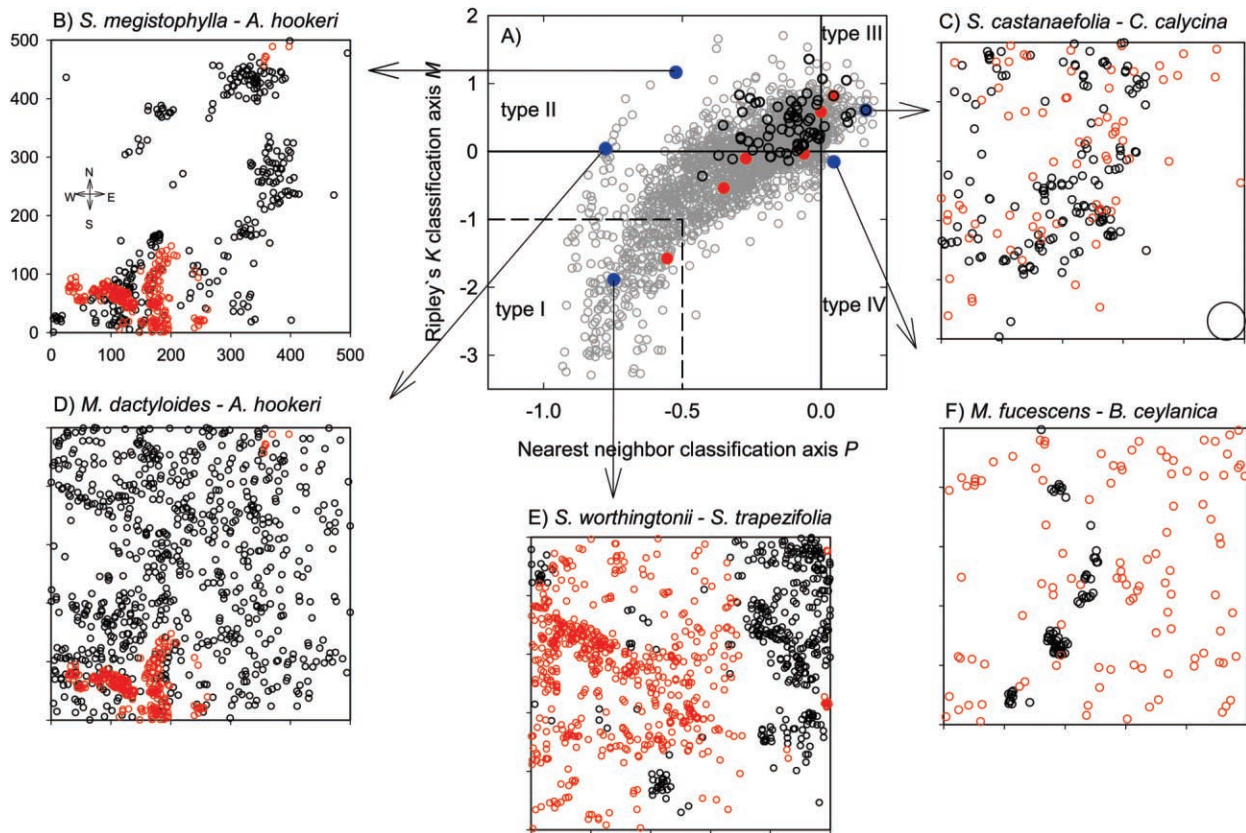 B) S. megistophylla - A. hookeri
500
400
300
200
100
0
N
W E
S
0 100 200 300 400 500
A)
type III
type II
type I
type IV
2
1
0
-1
-2
-3
Ripley`s K classification axis M
-1.0 -0.5 0.0
Nearest neighbor classification axis P
C) S. castanaefolia - C. calycina
D) M. dactyloides - A. hookeri
E) S. worthingtonii - S. trapezifolia
F) M. fucescens - B. ceylanica